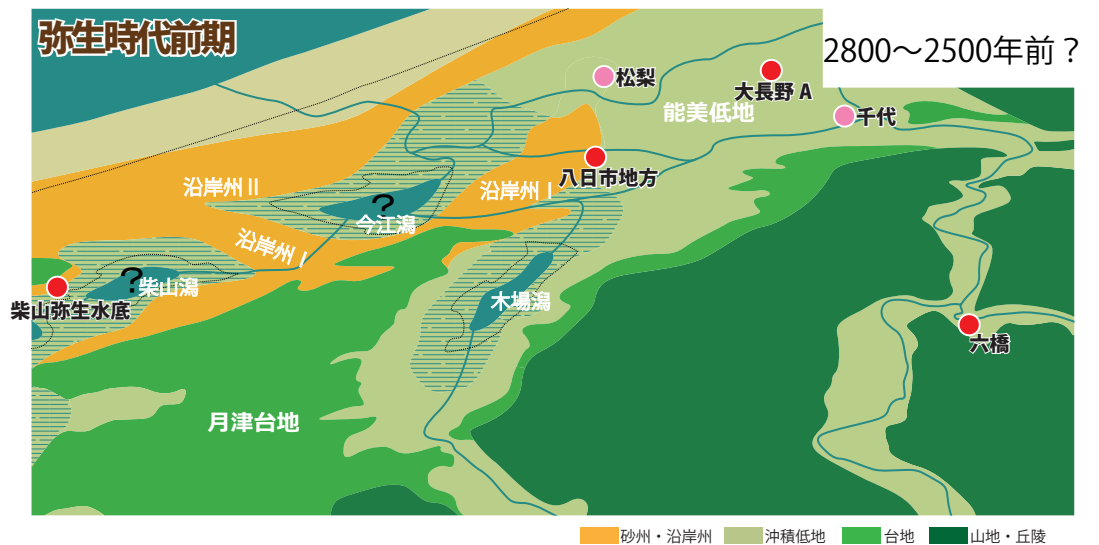 弥生時代前期
2800～2500年前？
松梨
大長野 A
能美低地
千代
八日市地方
沿岸州 II
沿岸州 I
?
今江潟
沿岸州 I
?
柴山潟
柴山弥生水底
木場潟
六橋
月津台地
砂州・沿岸州
沖積低地
台地
山地・丘陵